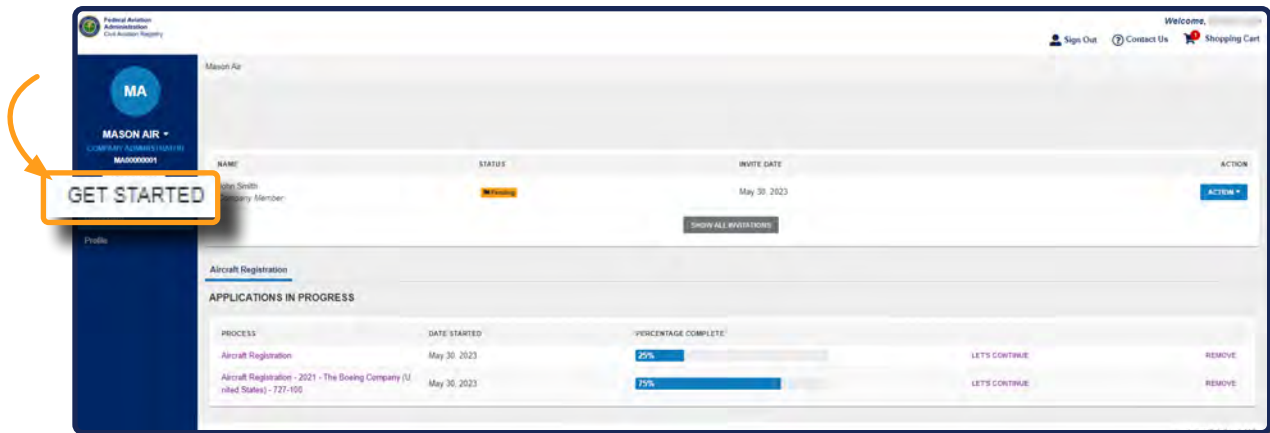 Federal Aviation
Administration
Civil Aviation Registry
Welcome,
Sign Out
Contact Us
Shopping Cart
Mason Air
MA
MASON AIR
COMPANY ADMINISTRATOR
MA00000001
GET STARTED
Profile
NAME STATUS INVITE DATE ACTION
John Smith Pending May 30, 2023 ACTION
Company Member
SHOW ALL INVITATIONS
Aircraft Registration
APPLICATIONS IN PROGRESS
PROCESS DATE STARTED PERCENTAGE COMPLETE
Aircraft Registration May 30, 2023 25% LET'S CONTINUE REMOVE
Aircraft Registration - 2021 - The Boeing Company (U
nited States) - 727-100 May 30, 2023 75% LET'S CONTINUE REMOVE